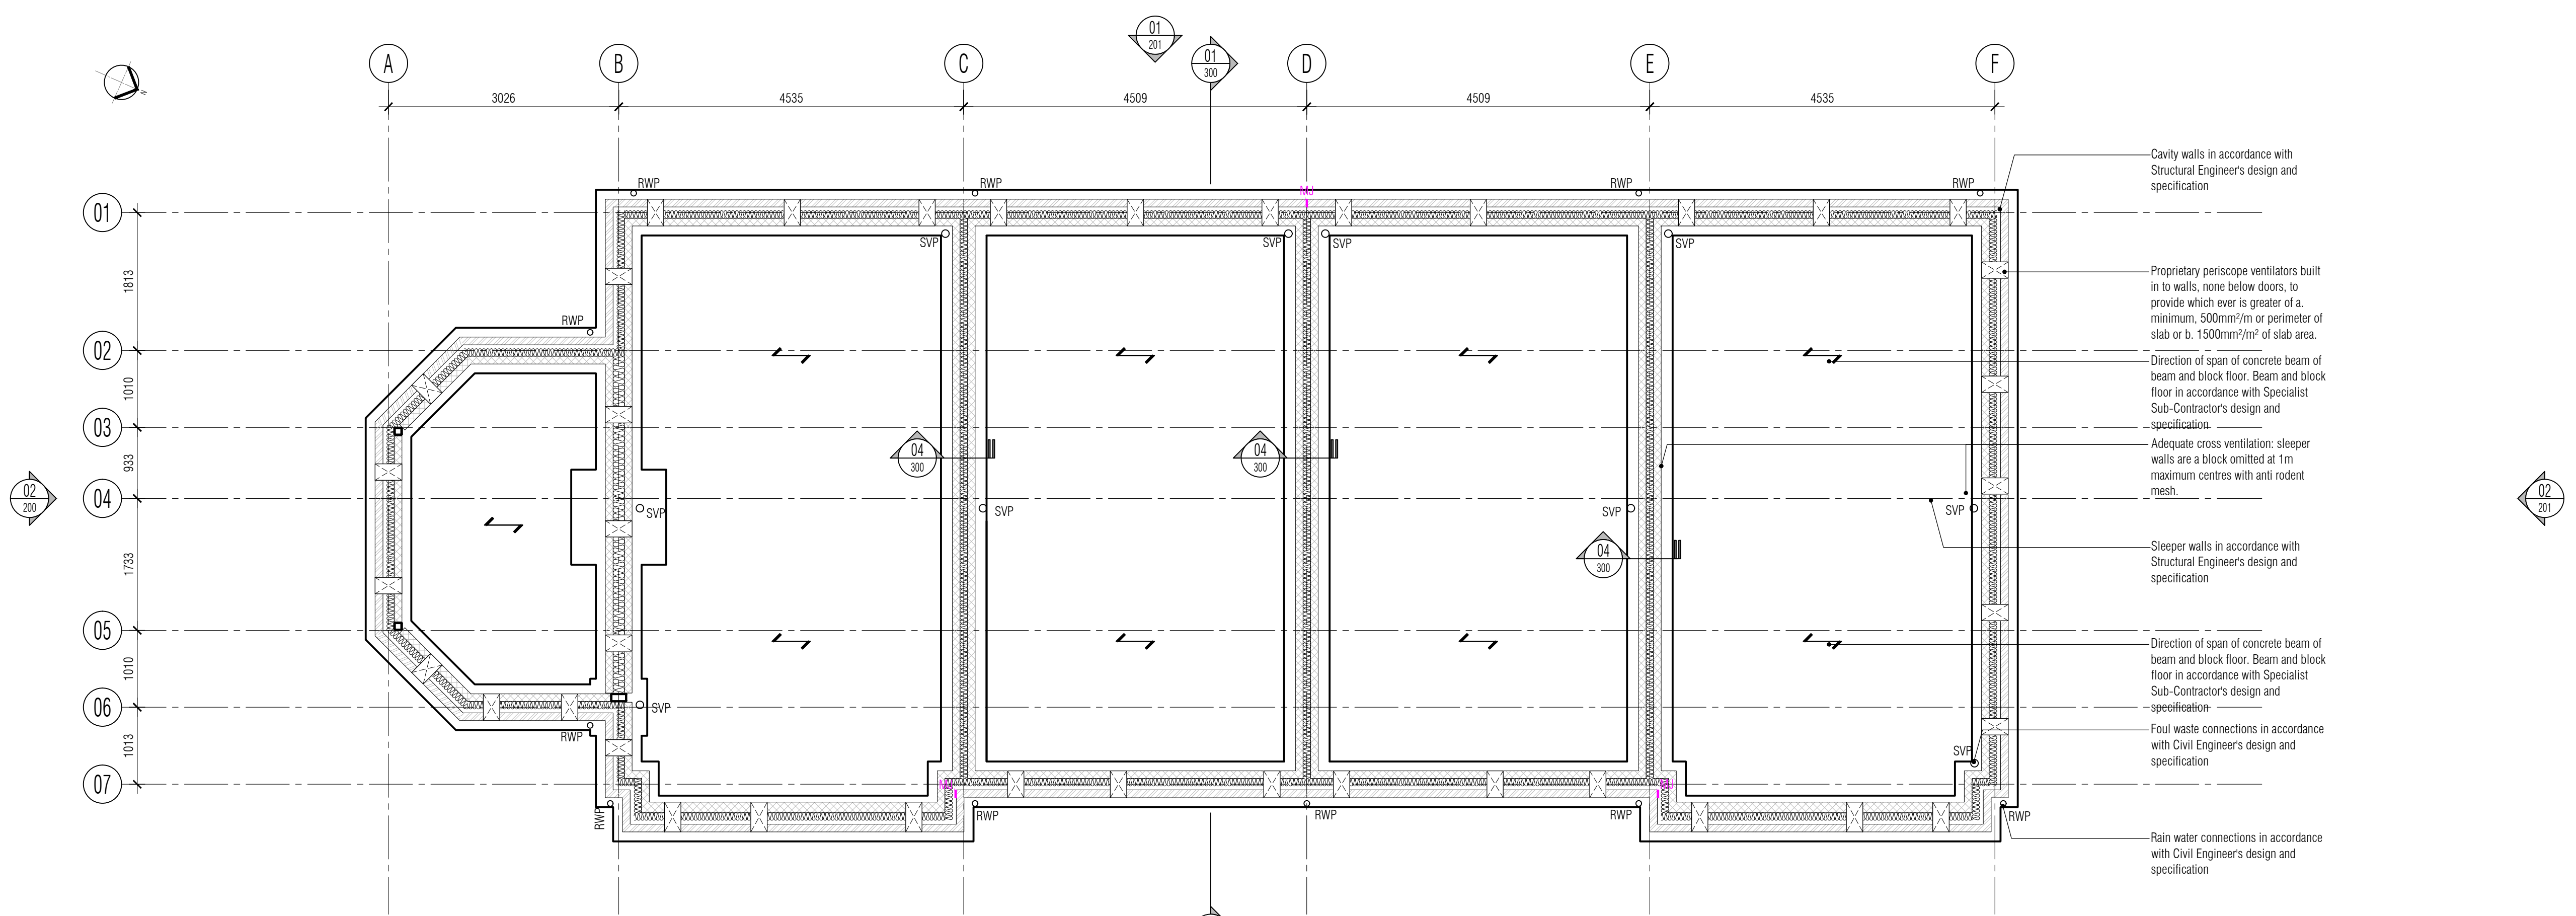 01
201
01
300
A
B
C
D
E
F
N
3026
4535
4509
4509
4535
Cavity walls in accordance with
Structural Engineer's design and
specification
RWP
RWP
MJ
RWP
RWP
01
SVP
SVP
SVP
SVP
1813
Proprietary periscope ventilators built
in to walls, none below doors, to
provide which ever is greater of a.
minimum, 500mm²/m or perimeter of
slab or b. 1500mm²/m² of slab area.
RWP
02
1010
Direction of span of concrete beam of
beam and block floor. Beam and block
floor in accordance with Specialist
Sub-Contractor's design and
specification
03
933
04
300
04
300
Adequate cross ventilation: sleeper
walls are a block omitted at 1m
maximum centres with anti rodent
mesh.
02
200
04
02
201
SVP
SVP
SVP
SVP
1733
04
300
Sleeper walls in accordance with
Structural Engineer's design and
specification
05
1010
Direction of span of concrete beam of
beam and block floor. Beam and block
floor in accordance with Specialist
Sub-Contractor's design and
specification
06
SVP
RWP
1013
SVP
Foul waste connections in accordance
with Civil Engineer's design and
specification
07
MJ
MJ
RWP
RWP
RWP
RWP
RWP
Rain water connections in accordance
with Civil Engineer's design and
specification